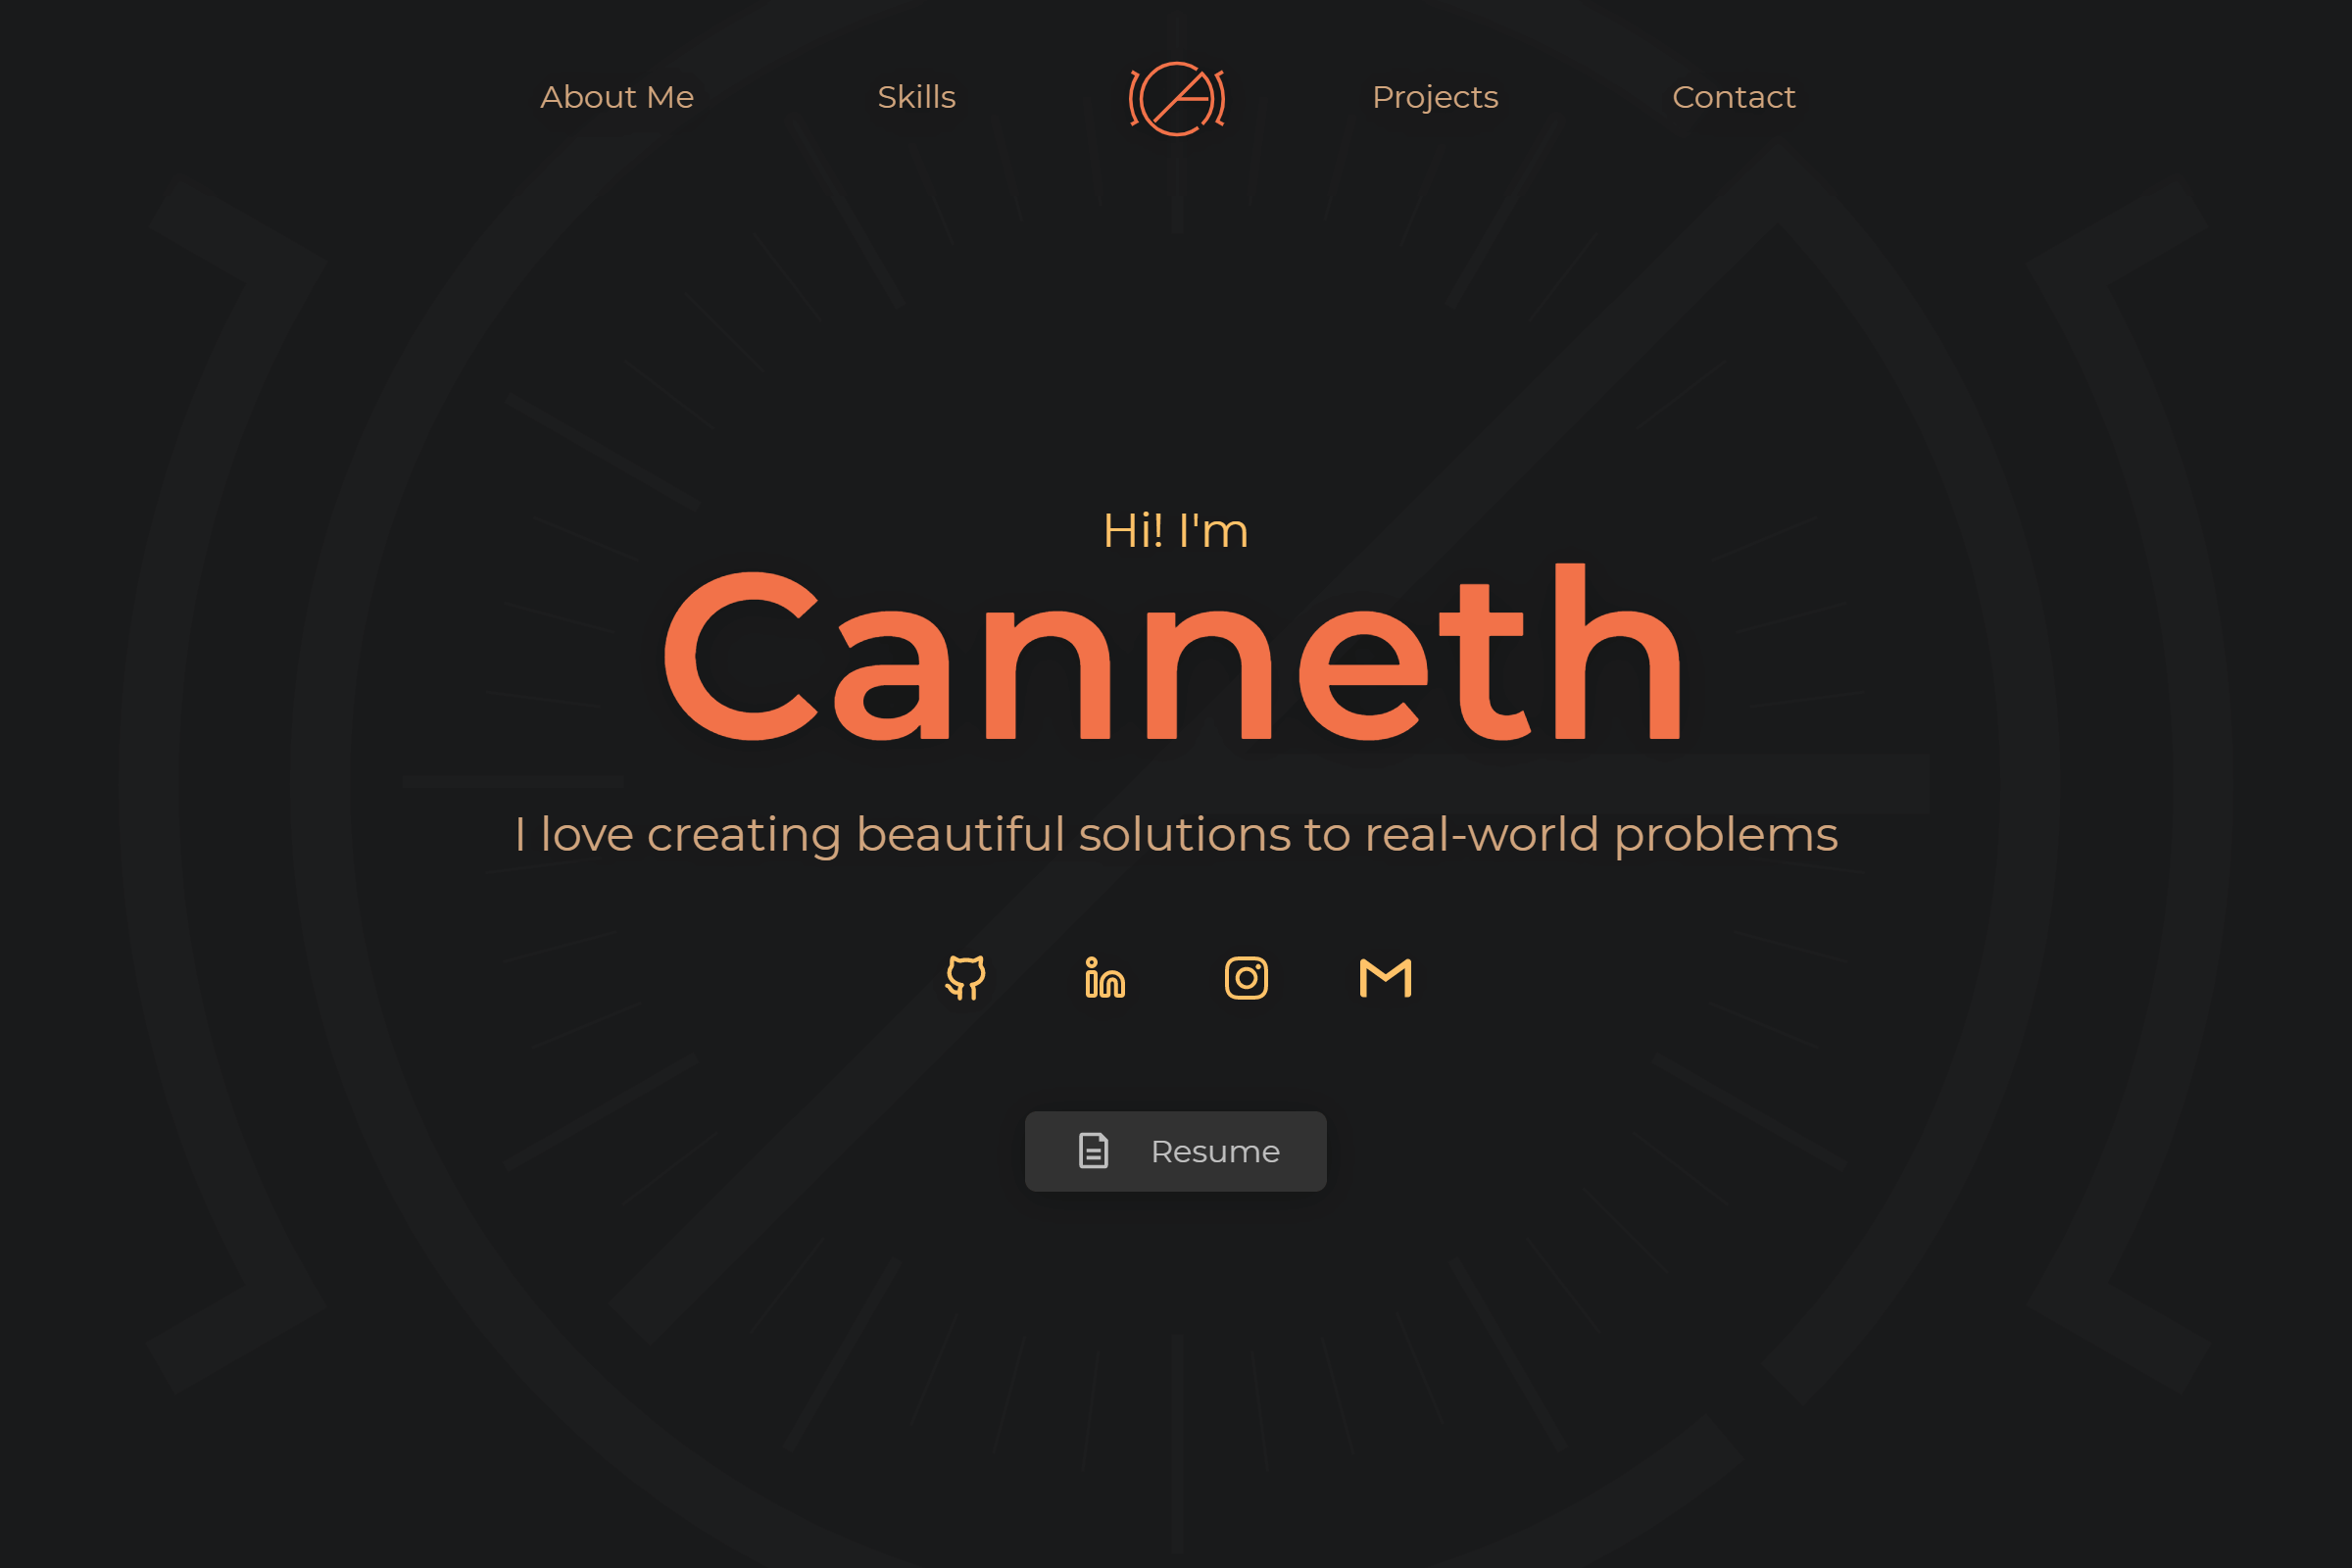 About Me
Skills
Projects
Contact
Hi! I'm
Canneth
I love creating beautiful solutions to real-world problems
Resume